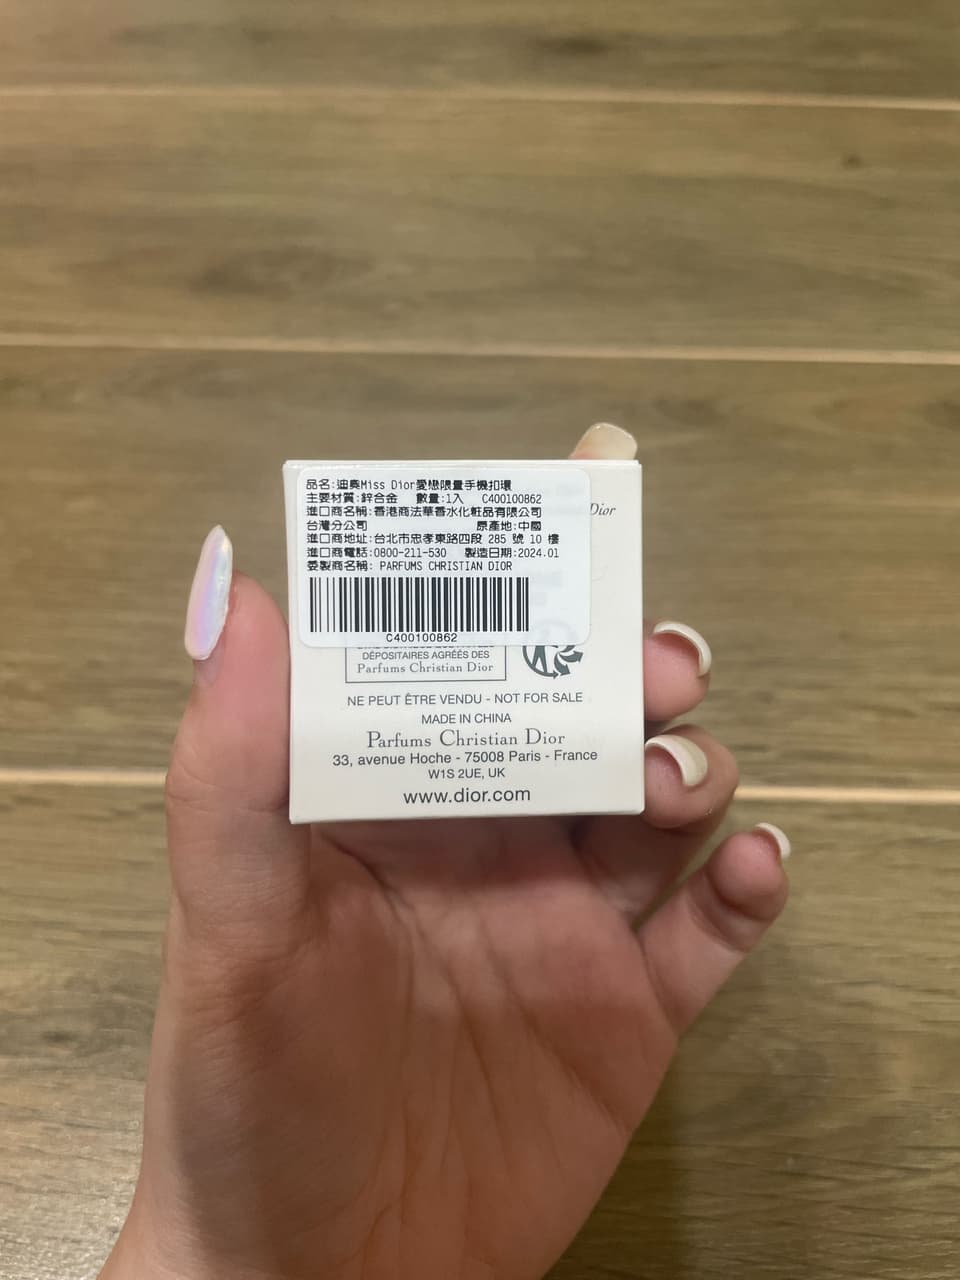 品名:迪奧Miss Dior愛戀限量手機扣環
主要材質:鋅合金 數量:1入 C400100862
進口商名稱:香港商法華香水化粧品有限公司
台灣分公司 原產地:中國
進口商地址:台北市忠孝東路四段 285 號 10 樓
進口商電話:0800-211-530 製造日期:2024.01
委製商名稱: PARFUMS CHRISTIAN DIOR
C400100862
Dior
DÉPOSITAIRES AGRÉÉS DES
Parfums Christian Dior
NE PEUT ÊTRE VENDU - NOT FOR SALE
MADE IN CHINA
Parfums Christian Dior
33, avenue Hoche - 75008 Paris - France
W1S 2UE, UK
www.dior.com